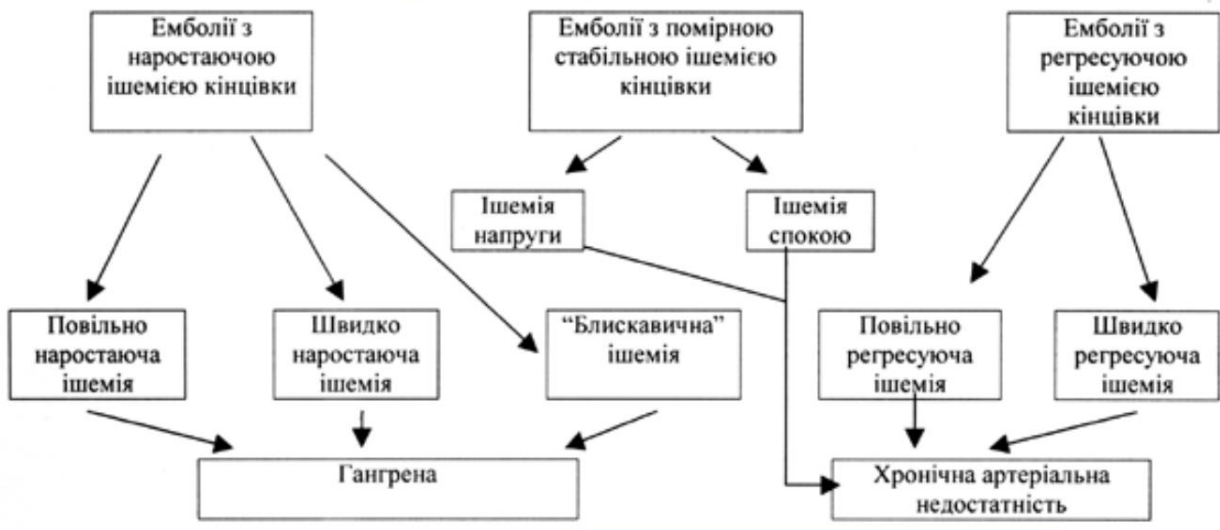 Емболії з
наростаючою
ішемією кінцівки
Емболії з помірною
стабільною ішемією
кінцівки
Емболії з
регресуючою
ішемією
кінцівки
Ішемія
напруги
Ішемія
спокою
Повільно
наростаюча
ішемія
Швидко
наростаюча
ішемія
“Блискавична”
ішемія
Повільно
регресуюча
ішемія
Швидко
регресуюча
ішемія
Гангрена
Хронічна артеріальна
недостатність